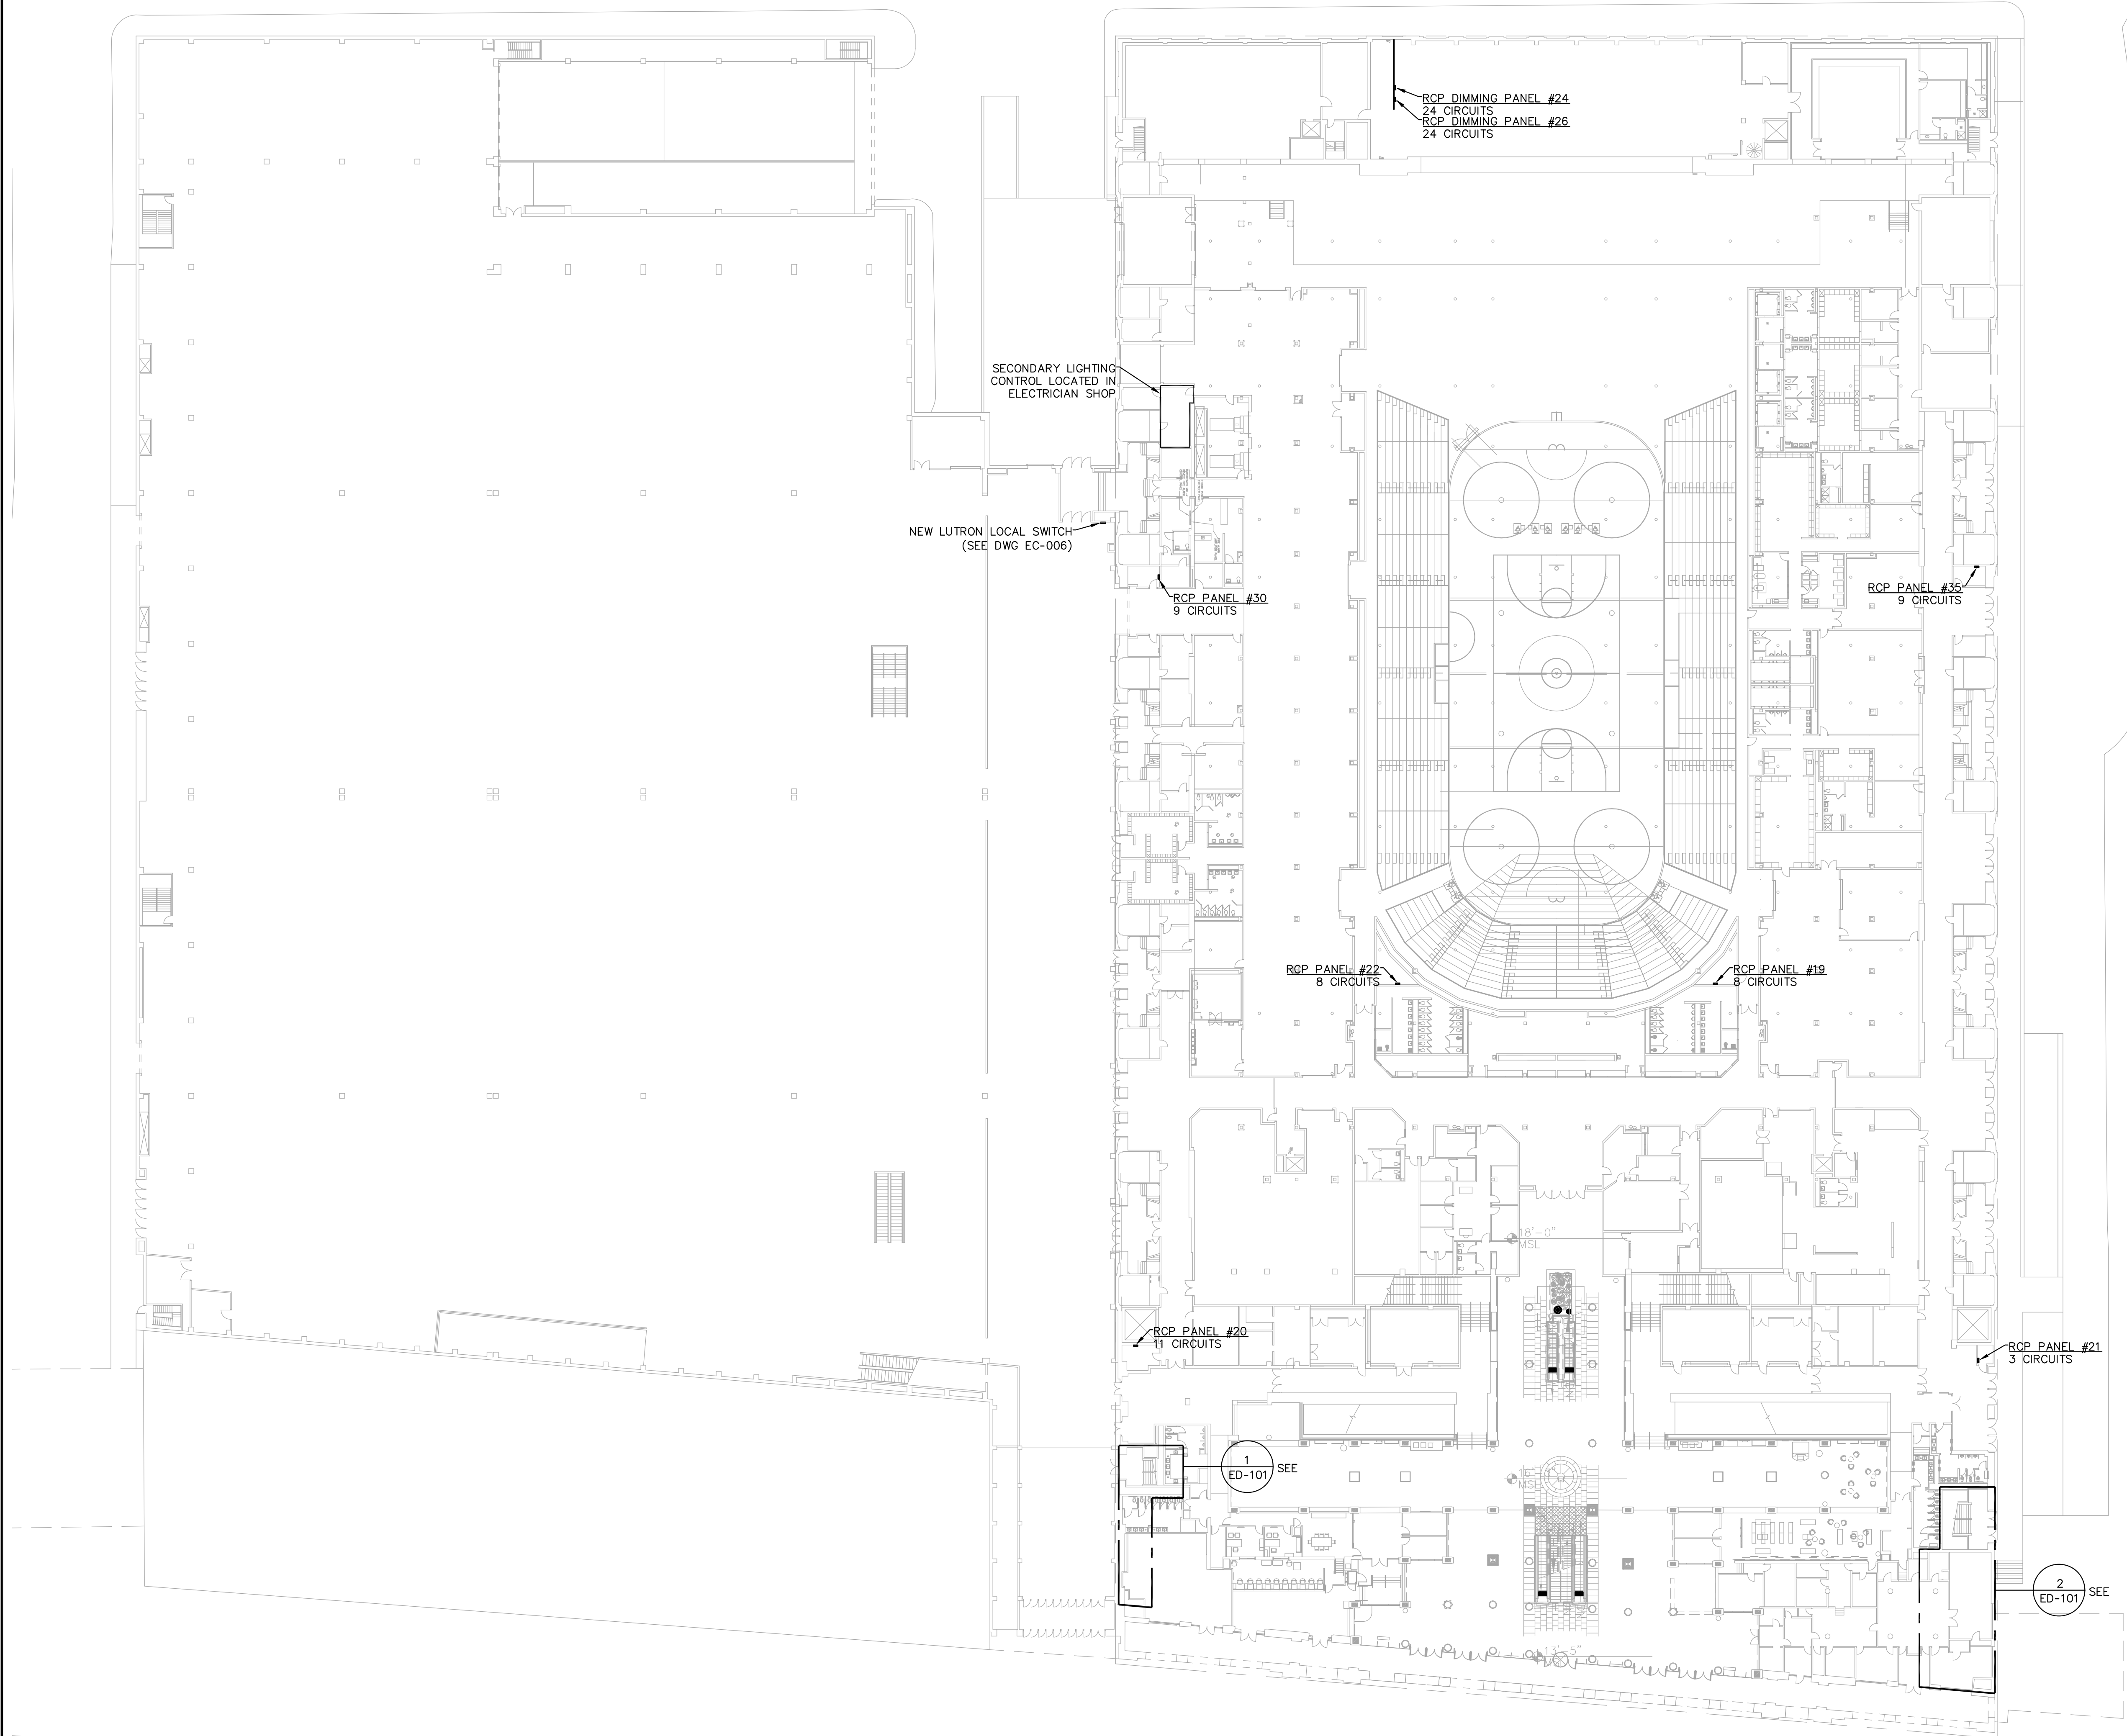 RCP DIMMING PANEL #24
24 CIRCUITS
RCP DIMMING PANEL #26
24 CIRCUITS
SECONDARY LIGHTING
CONTROL LOCATED IN
ELECTRICIAN SHOP
NEW LUTRON LOCAL SWITCH
(SEE DWG EC-006)
RCP PANEL #30
9 CIRCUITS
RCP PANEL #35
9 CIRCUITS
RCP PANEL #22
8 CIRCUITS
RCP PANEL #19
8 CIRCUITS
18'-0"
MSL
RCP PANEL #20
11 CIRCUITS
RCP PANEL #21
3 CIRCUITS
1
ED-101
SEE
2
ED-101
SEE
13'-5"